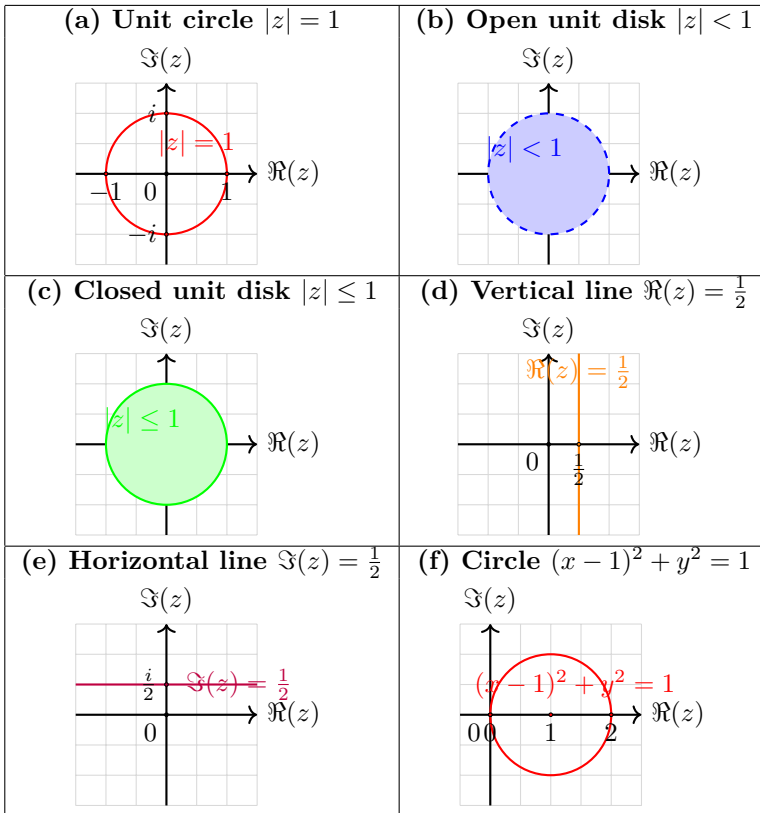 (a) Unit circle |z| = 1
ℑ(z)
i
|z| = 1
ℜ(z)
−1 0 1
−i
(b) Open unit disk |z| < 1
ℑ(z)
|z| < 1
ℜ(z)
(c) Closed unit disk |z| ≤ 1
ℑ(z)
|z| ≤ 1
ℜ(z)
(d) Vertical line ℜ(z) = 1/2
ℑ(z)
ℜ(z) = 1/2
ℜ(z)
0 1/2
(e) Horizontal line ℑ(z) = 1/2
ℑ(z)
i/2 ℑ(z) = 1/2
ℜ(z)
0
(f) Circle (x − 1)² + y² = 1
ℑ(z)
(x − 1)² + y² = 1
ℜ(z)
0 0 1 2